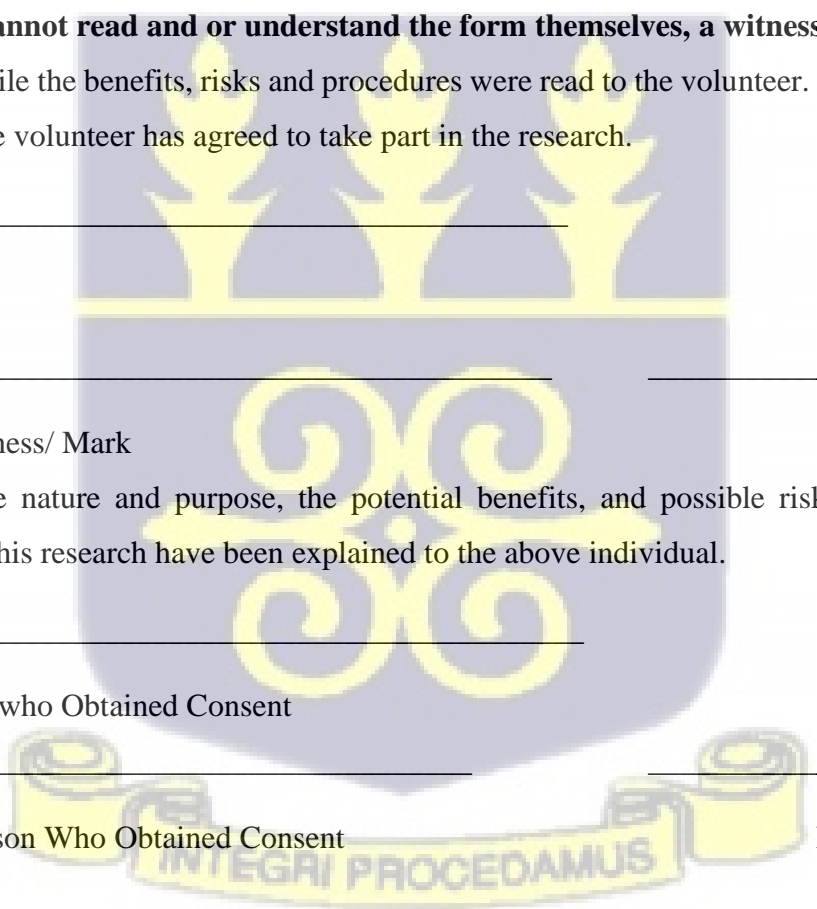 annot read and or understand the form themselves, a witness
ile the benefits, risks and procedures were read to the volunteer.
e volunteer has agreed to take part in the research.
ness/ Mark
e nature and purpose, the potential benefits, and possible risk
his research have been explained to the above individual.
who Obtained Consent
son Who Obtained Consent
INTEGRI PROCEDAMUS